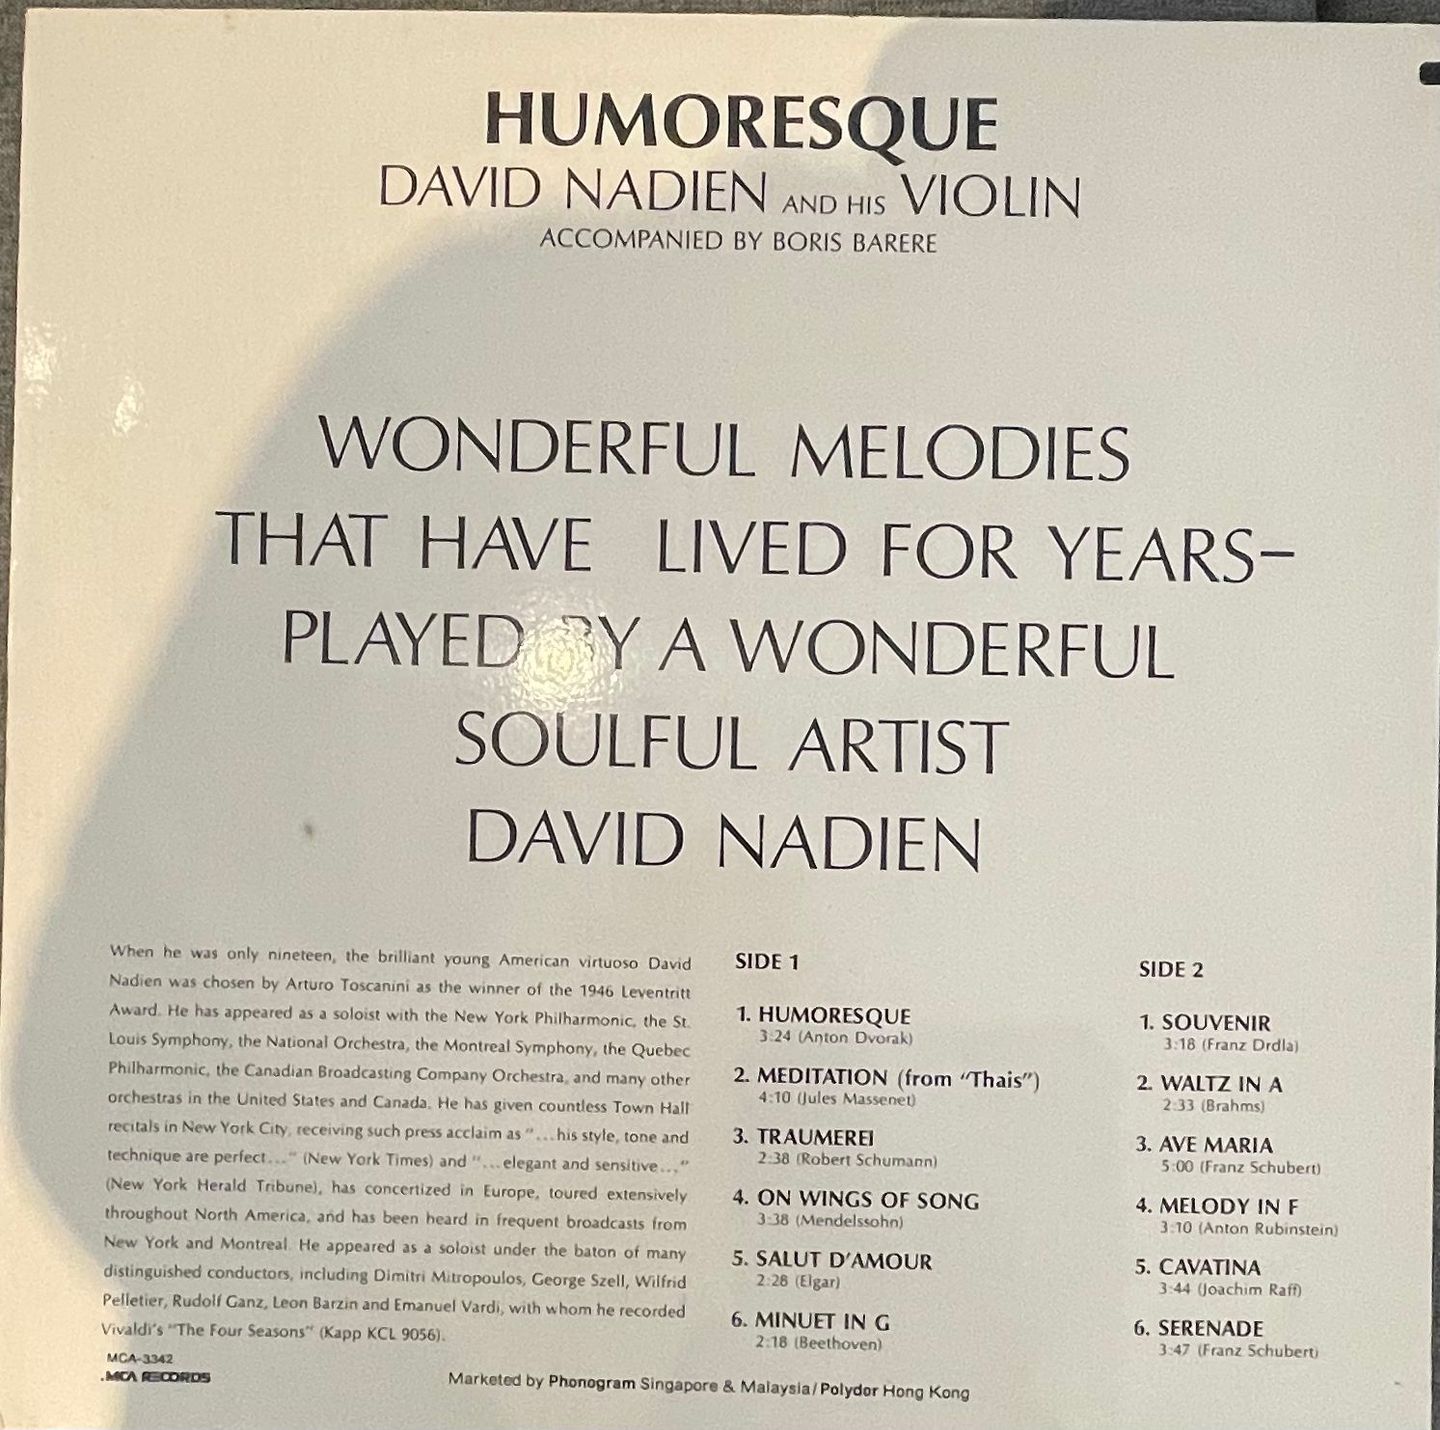 HUMORESQUE
DAVID NADIEN AND HIS VIOLIN
ACCOMPANIED BY BORIS BARERE
WONDERFUL MELODIES
THAT HAVE LIVED FOR YEARS–
PLAYED BY A WONDERFUL
SOULFUL ARTIST
DAVID NADIEN
When he was only nineteen, the brilliant young American virtuoso David
Nadien was chosen by Arturo Toscanini as the winner of the 1946 Leventritt
Award. He has appeared as a soloist with the New York Philharmonic, the St.
Louis Symphony, the National Orchestra, the Montreal Symphony, the Quebec
Philharmonic, the Canadian Broadcasting Company Orchestra, and many other
orchestras in the United States and Canada. He has given countless Town Hall
recitals in New York City, receiving such press acclaim as "...his style, tone and
technique are perfect..." (New York Times) and "...elegant and sensitive..."
(New York Herald Tribune), has concertized in Europe, toured extensively
throughout North America, and has been heard in frequent broadcasts from
New York and Montreal. He appeared as a soloist under the baton of many
distinguished conductors, including Dimitri Mitropoulos, George Szell, Wilfrid
Pelletier, Rudolf Ganz, Leon Barzin and Emanuel Vardi, with whom he recorded
Vivaldi's "The Four Seasons" (Kapp KCL 9056).
MCA-3342
.MCA RECORDS
SIDE 1
1. HUMORESQUE
3:24 (Anton Dvorak)
2. MEDITATION (from "Thais")
4:10 (Jules Massenet)
3. TRAUMEREI
2:38 (Robert Schumann)
4. ON WINGS OF SONG
3:38 (Mendelssohn)
5. SALUT D'AMOUR
2:28 (Elgar)
6. MINUET IN G
2:18 (Beethoven)
SIDE 2
1. SOUVENIR
3:18 (Franz Drdla)
2. WALTZ IN A
2:33 (Brahms)
3. AVE MARIA
5:00 (Franz Schubert)
4. MELODY IN F
3:10 (Anton Rubinstein)
5. CAVATINA
3:44 (Joachim Raff)
6. SERENADE
3:47 (Franz Schubert)
Marketed by Phonogram Singapore & Malaysia/Polydor Hong Kong